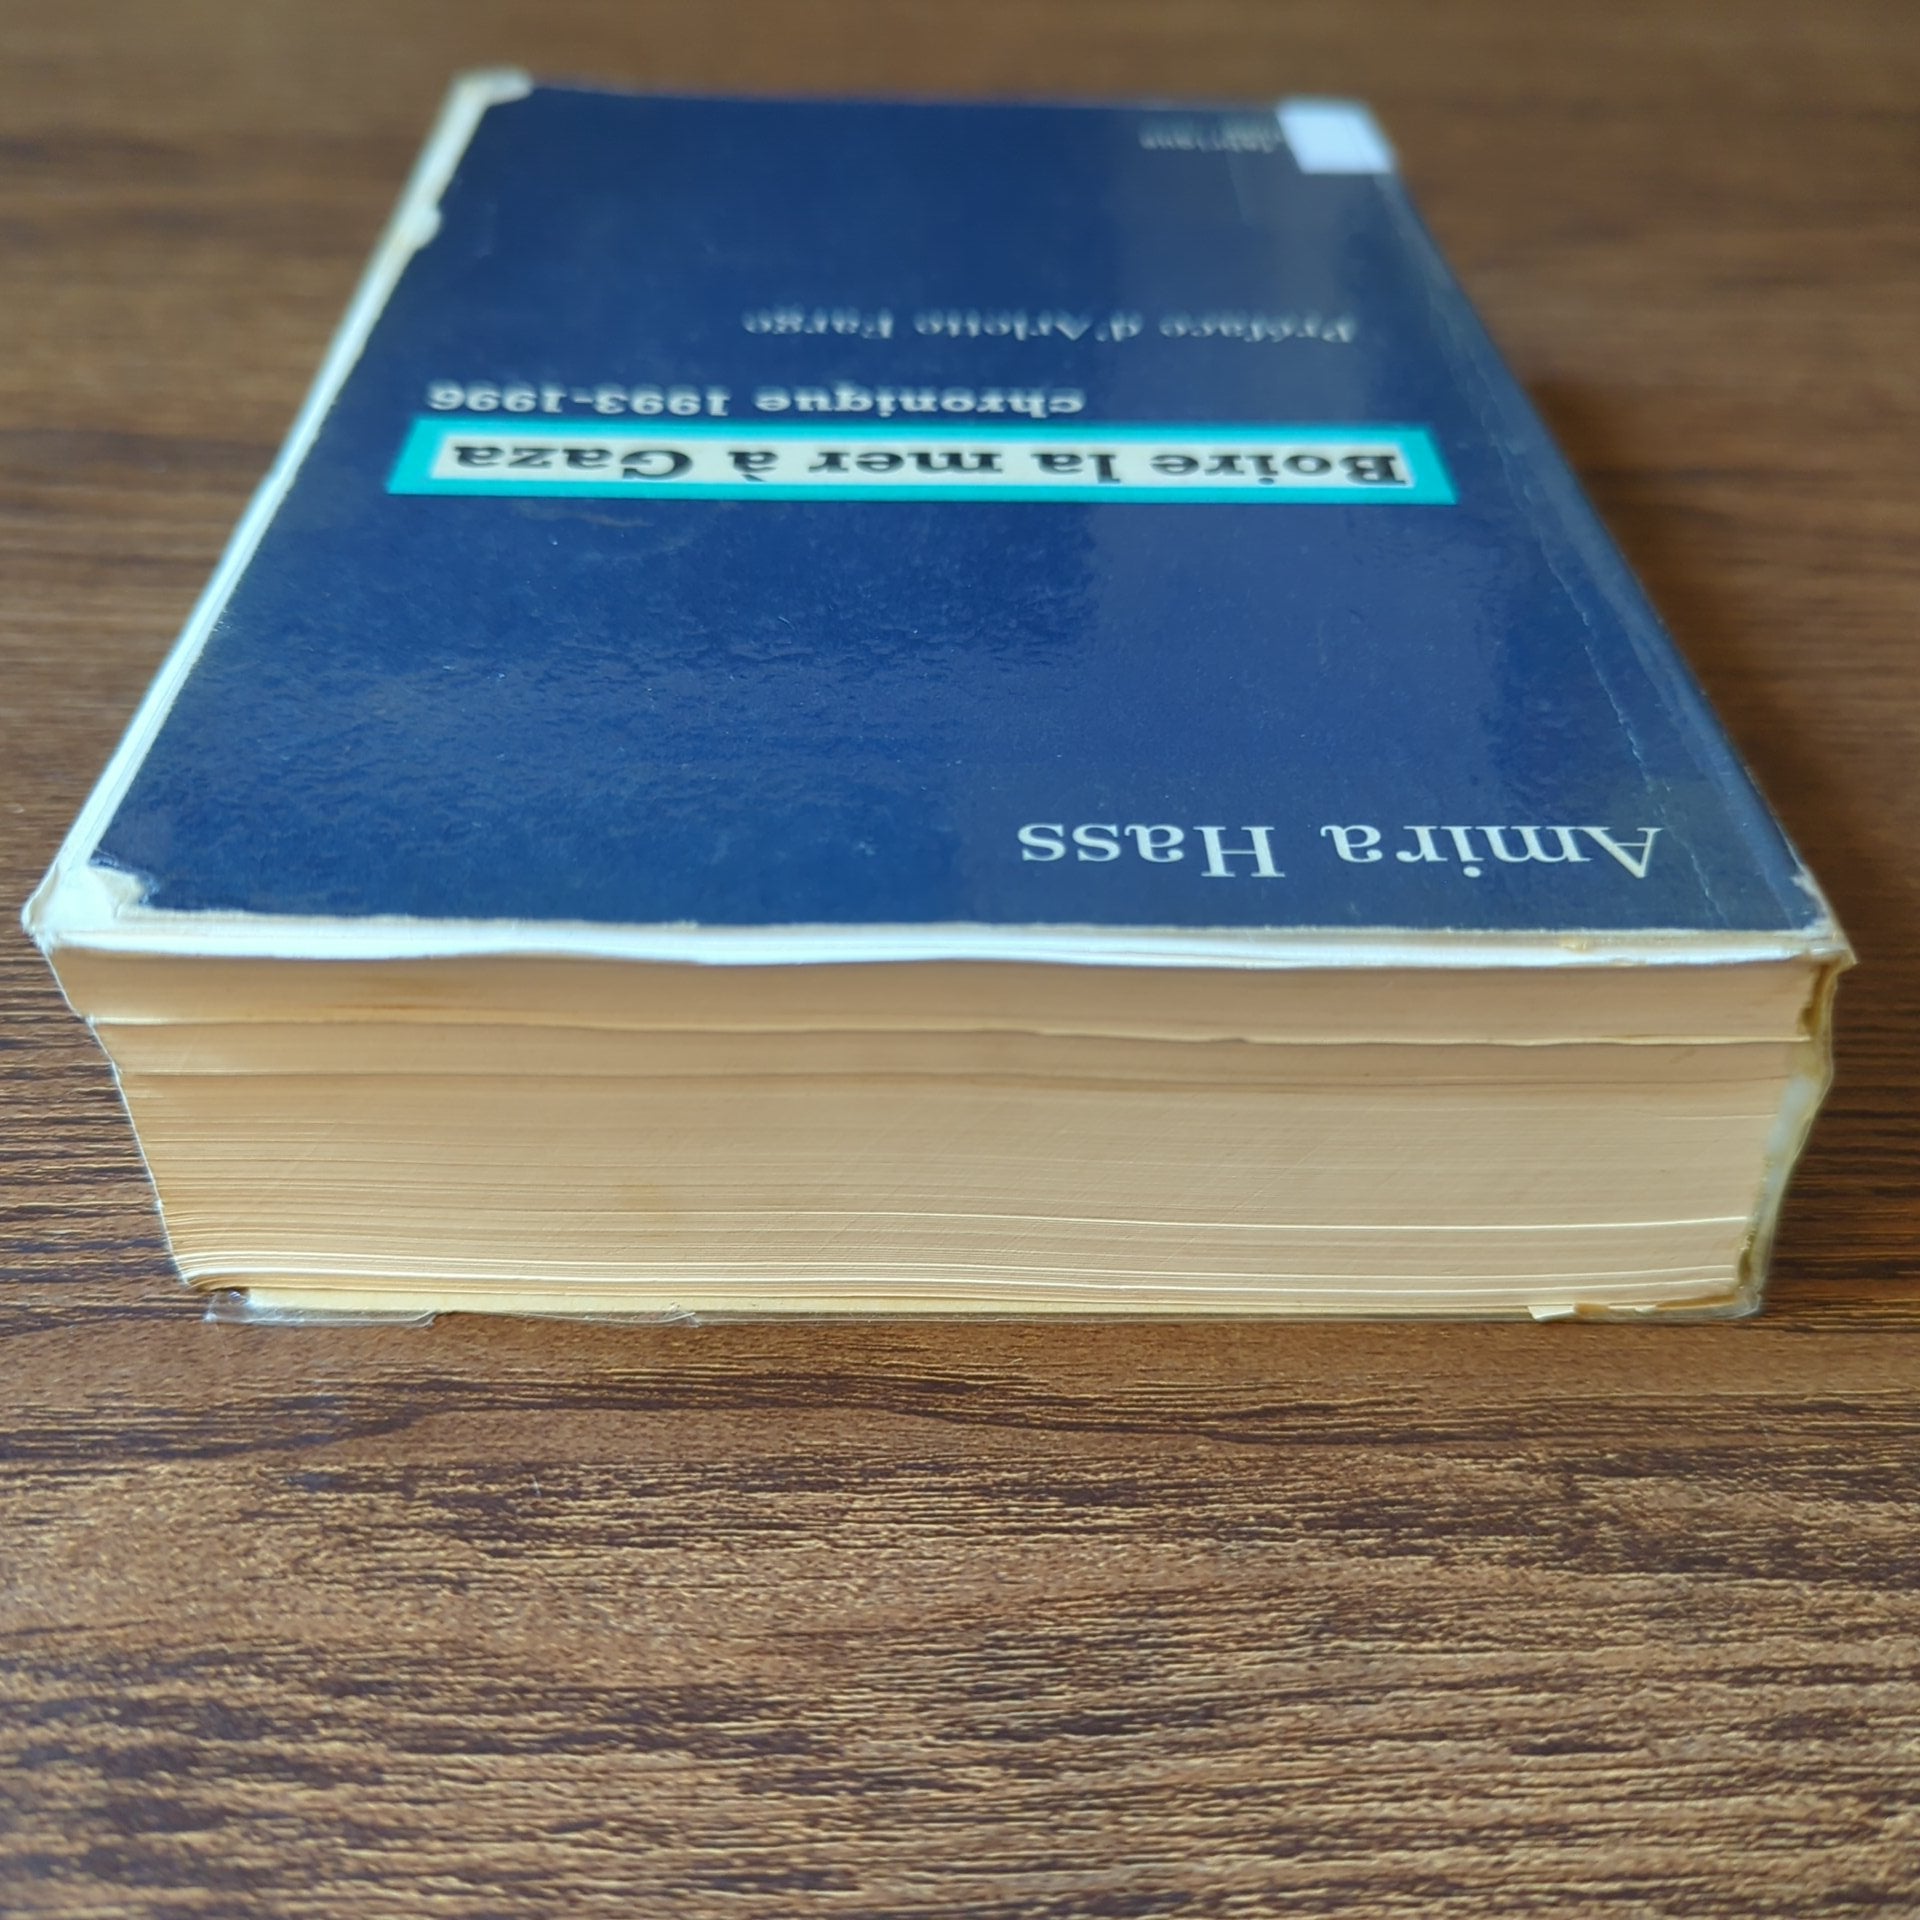 Amira Hass
Boire la mer à Gaza
chronique 1993-1996
Préface d'Arlette Farge